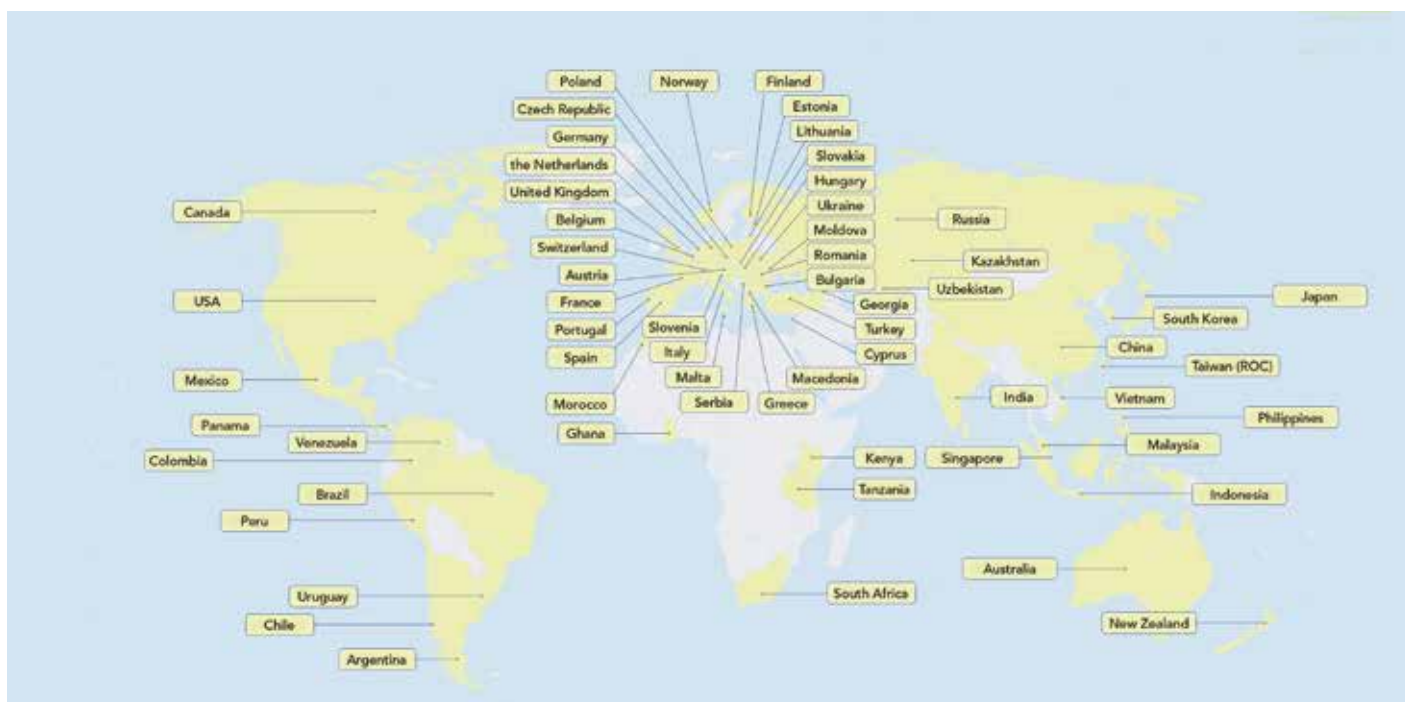 Poland
Norway
Finland
Czech Republic
Estonia
Germany
Lithuania
the Netherlands
Slovakia
United Kingdom
Hungary
Canada
Belgium
Ukraine
Russia
Switzerland
Moldova
Austria
Romania
Kazakhstan
USA
France
Bulgaria
Uzbekistan
Japan
Portugal
Slovenia
Georgia
South Korea
Spain
Italy
Turkey
China
Mexico
Malta
Cyprus
Taiwan (ROC)
Morocco
Serbia
Greece
Macedonia
India
Vietnam
Panama
Venezuela
Ghana
Philippines
Colombia
Kenya
Singapore
Malaysia
Brazil
Tanzania
Indonesia
Peru
Australia
Uruguay
South Africa
Chile
New Zealand
Argentina